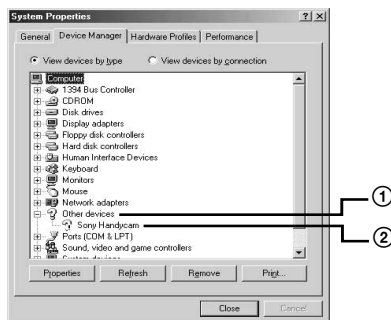 System Properties
General Device Manager Hardware Profiles Performance
View devices by type View devices by connection
Computer
1394 Bus Controller
CDROM
Disk drives
Display adapters
Floppy disk controllers
Hard disk controllers
Human Interface Devices
Keyboard
Monitors
Mouse
Network adapters
Other devices
①
Sony Handycam
②
Ports (COM & LPT)
Sound, video and game controllers
System devices
Properties Refresh Remove Print...
Close Cancel